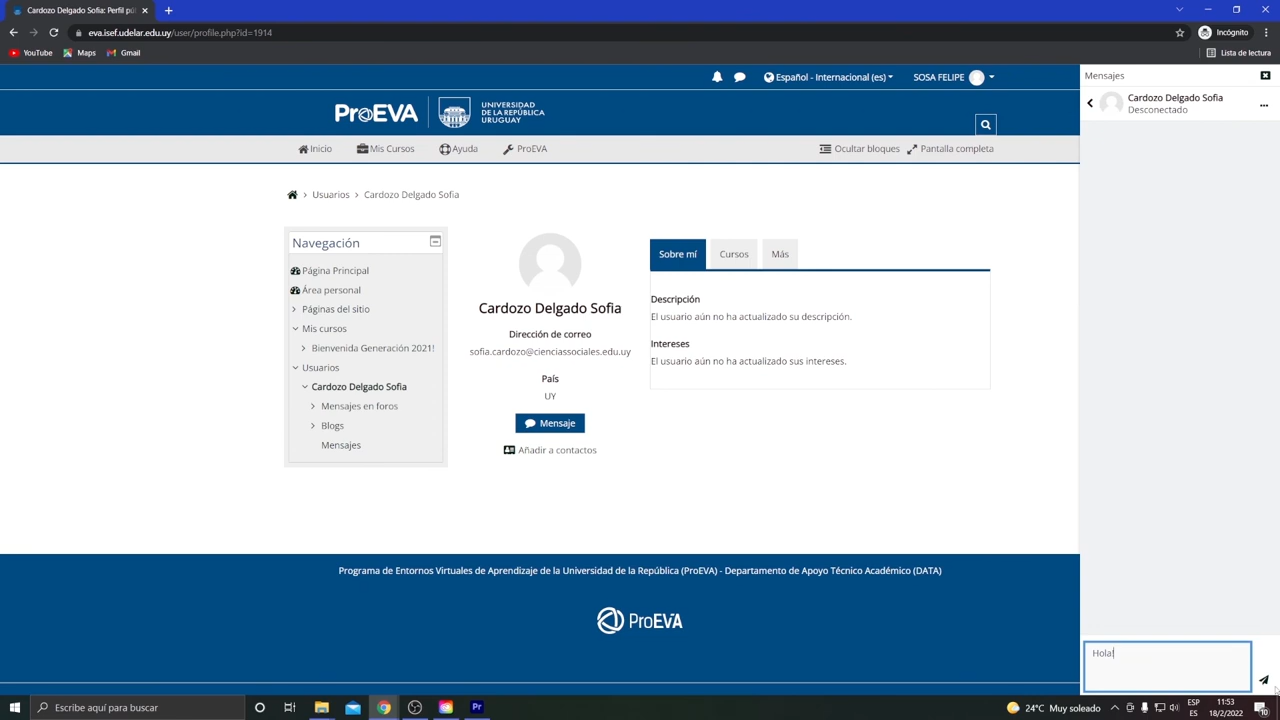 Cardozo Delgado Sofia: Perfil púb
eva.isef.udelar.edu.uy/user/profile.php?id=1914
Incógnito
YouTube
Maps
Gmail
Lista de lectura
Español - Internacional (es)
SOSA FELIPE
ProEVA
UNIVERSIDAD
DE LA REPÚBLICA
URUGUAY
Inicio
Mis Cursos
Ayuda
ProEVA
Ocultar bloques
Pantalla completa
Usuarios
Cardozo Delgado Sofia
Navegación
Página Principal
Área personal
Páginas del sitio
Mis cursos
Bienvenida Generación 2021!
Usuarios
Cardozo Delgado Sofia
Mensajes en foros
Blogs
Mensajes
Cardozo Delgado Sofia
Dirección de correo
sofia.cardozo@cienciassociales.edu.uy
País
UY
Mensaje
Añadir a contactos
Sobre mí
Cursos
Más
Descripción
El usuario aún no ha actualizado su descripción.
Intereses
El usuario aún no ha actualizado sus intereses.
Mensajes
Cardozo Delgado Sofia
Desconectado
Hola!
Programa de Entornos Virtuales de Aprendizaje de la Universidad de la República (ProEVA) - Departamento de Apoyo Técnico Académico (DATA)
ProEVA
Escribe aquí para buscar
Pr
24°C Muy soleado
ESP
ES
11:53
18/2/2022
10